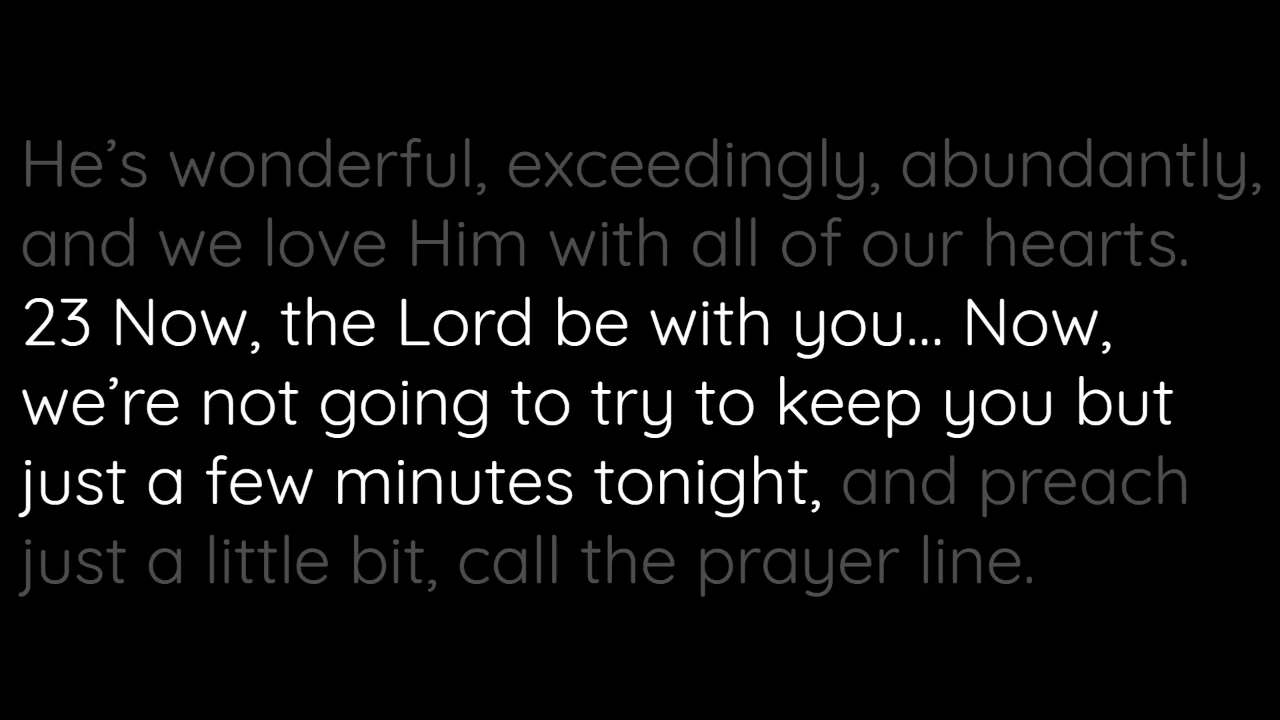 He’s wonderful, exceedingly, abundantly,
and we love Him with all of our hearts.
23 Now, the Lord be with you... Now,
we’re not going to try to keep you but
just a few minutes tonight, and preach
just a little bit, call the prayer line.